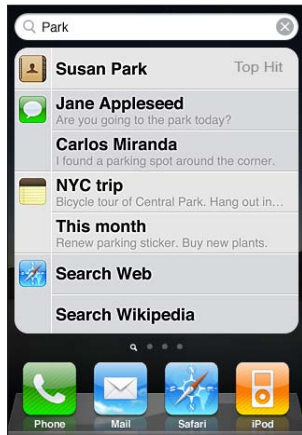 Park
Susan Park Top Hit
Jane Appleseed
Are you going to the park today?
Carlos Miranda
I found a parking spot around the corner.
NYC trip
Bicycle tour of Central Park. Hang out in…
This month
Renew parking sticker. Buy new plants.
Search Web
Search Wikipedia
Phone Mail Safari iPod